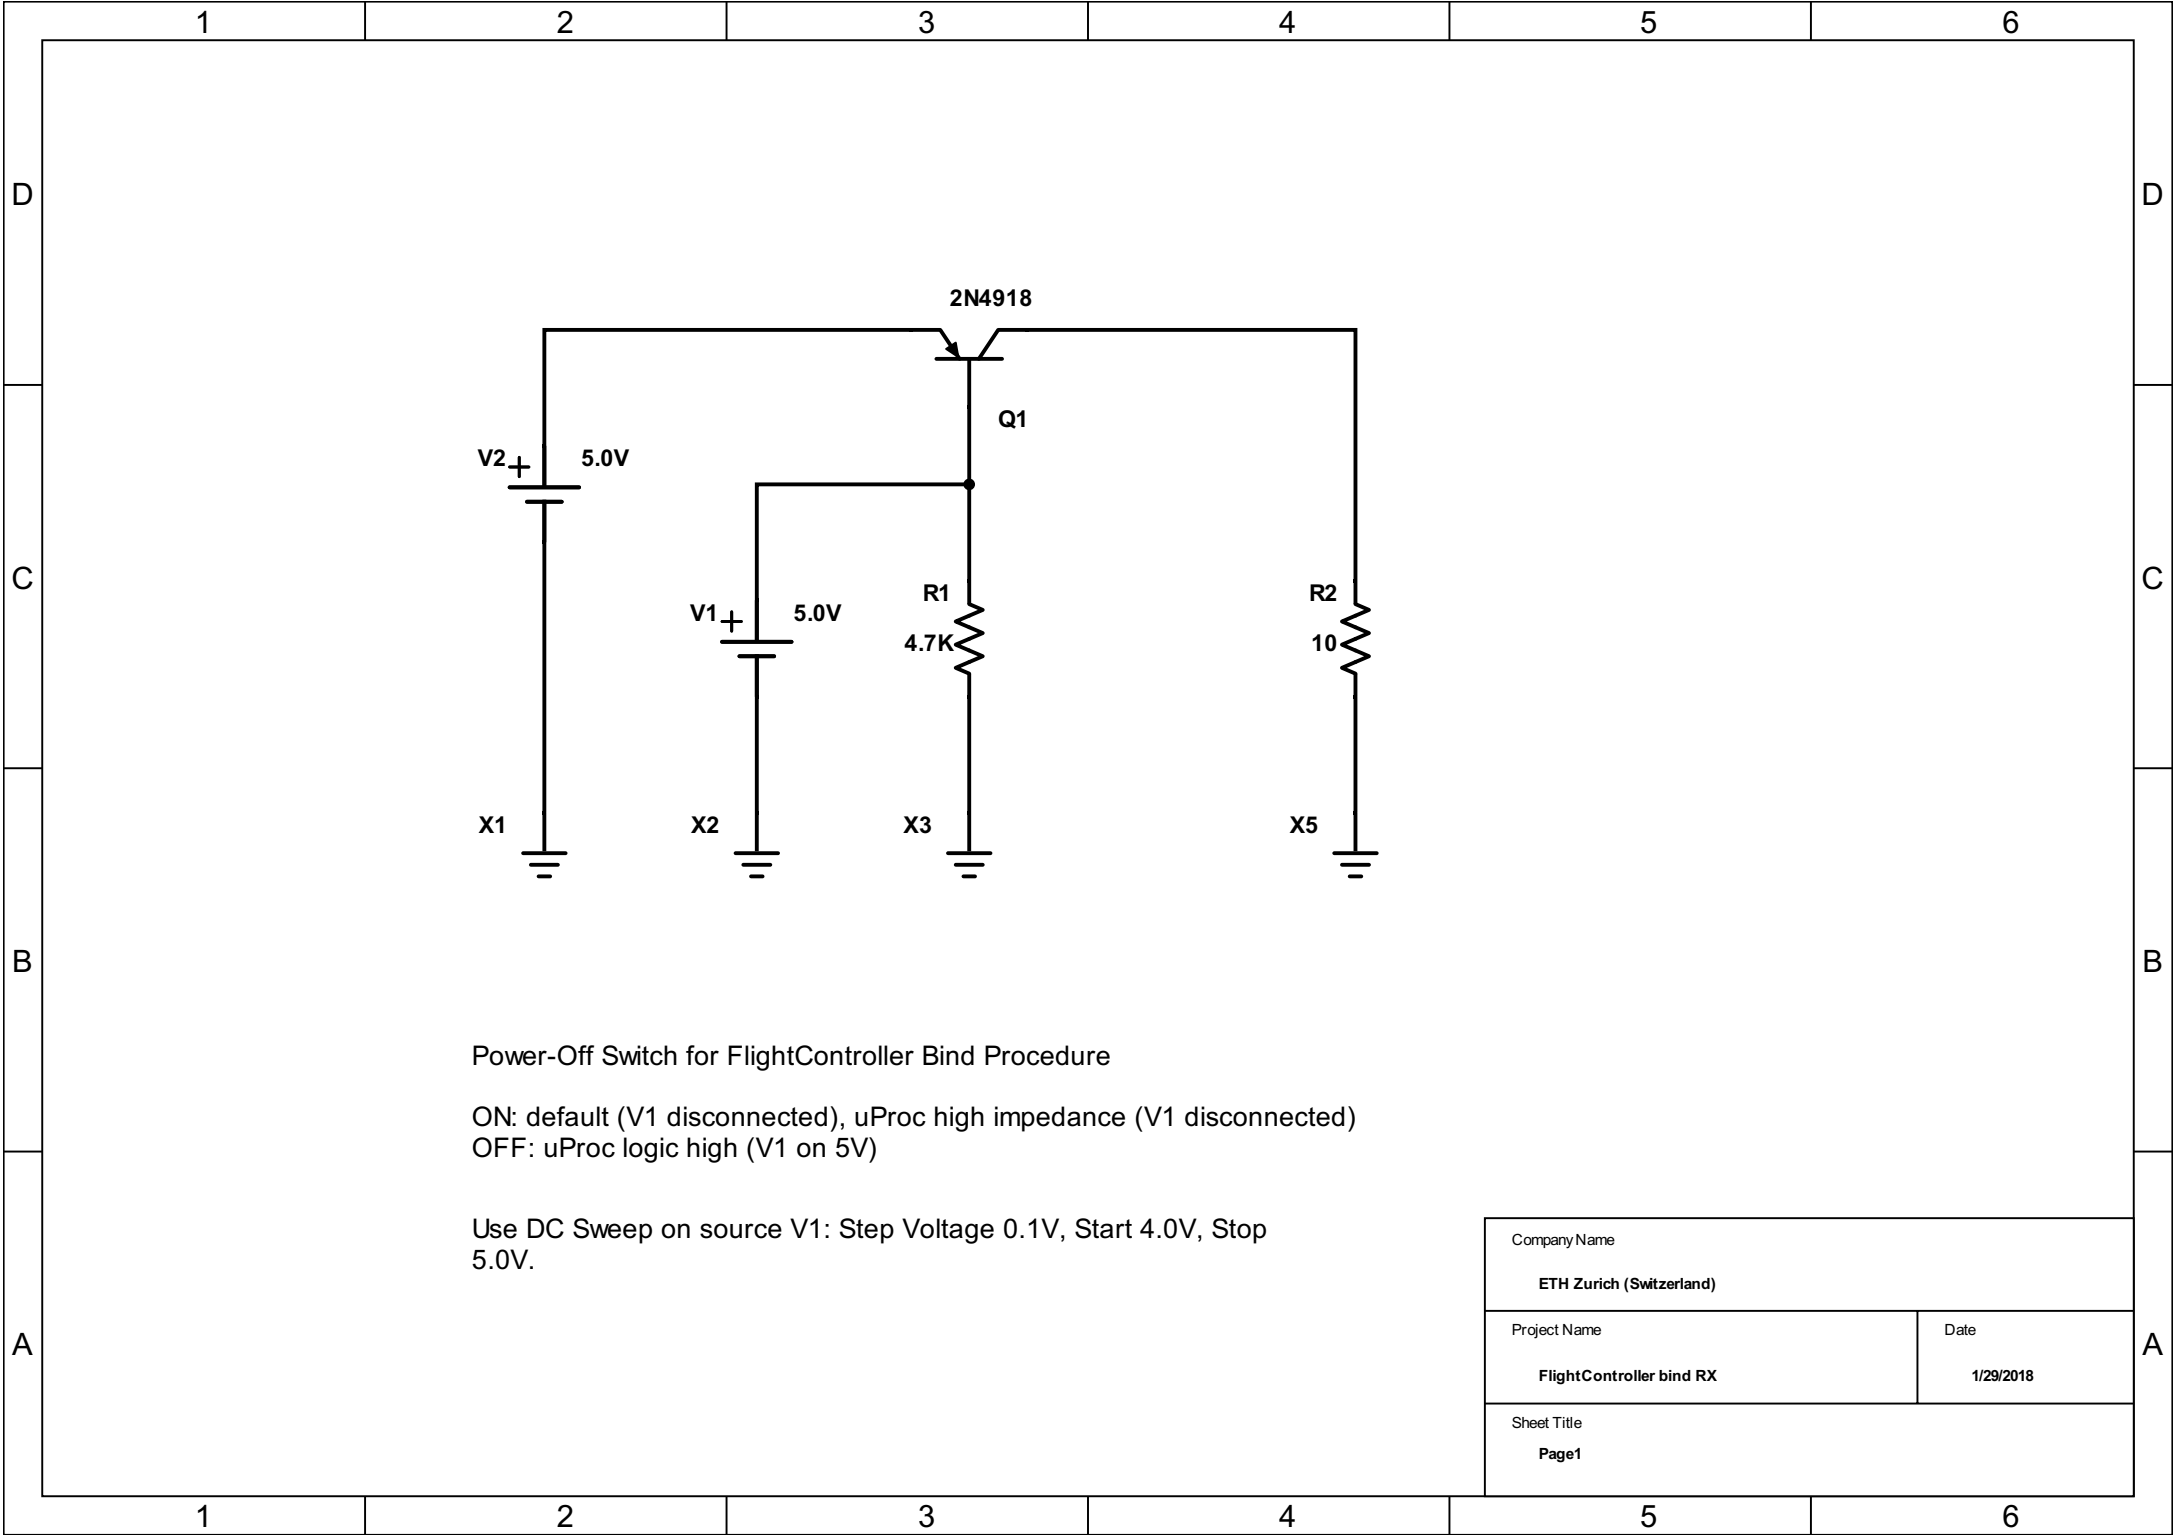 1 2 3 4 5 6
D D
2N4918
Q1
V2 + 5.0V
C C
R1 R2
V1 + 5.0V
4.7K 10
X1 X2 X3 X5
B B
Power-Off Switch for FlightController Bind Procedure
ON: default (V1 disconnected), uProc high impedance (V1 disconnected)
OFF: uProc logic high (V1 on 5V)
Use DC Sweep on source V1: Step Voltage 0.1V, Start 4.0V, Stop
5.0V.
Company Name
ETH Zurich (Switzerland)
A A
Project Name Date
FlightController bind RX 1/29/2018
Sheet Title
Page1
1 2 3 4 5 6